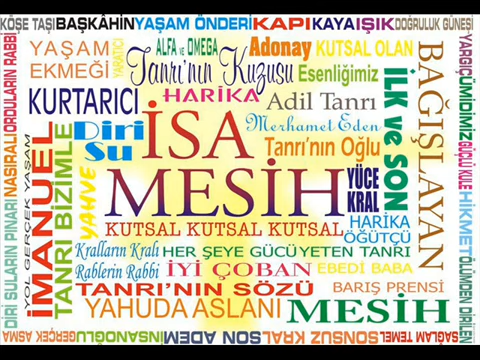 KÖŞE TAŞI BAŞKÂHİN YAŞAM ÖNDERİ KAPI KAYA IŞIK DOĞRULUK GÜNEŞİ
YAŞAM EKMEĞİ
YARATICI
ALFA ve OMEGA
Adonay
KUTSAL OLAN
Tanrı'nın Kuzusu
Esenliğimiz
KURTARICI
HARİKA
Adil Tanrı
Diri Su
İSA
Merhamet Eden
Tanrı'nın Oğlu
MESİH
YÜCE KRAL
İLK ve SON
BAĞIŞLAYAN
YARGIÇ
ÜMİDİMİZ
GÜÇLÜ KULE
HİKMET
ÖLÜMDEN DİRİLEN
ORDULARIN RABBİ
NASIRALI
DİRİ SULARIN PINARI
YOL GERÇEK YAŞAM
İMANUEL
TANRI BİZİMLE
YAHVE
KUTSAL KUTSAL KUTSAL
HARİKA ÖĞÜTÇÜ
Kralların Kralı
HER ŞEYE GÜCÜ YETEN TANRI
Rablerin Rabbi
İYİ ÇOBAN
EBEDİ BABA
TANRI'NIN SÖZÜ
BARIŞ PRENSİ
YAHUDA ASLANI
MESİH
GERÇEK ASMA İNSANOĞLU SON ADEM SONSUZ KRAL SAĞLAM TEMEL